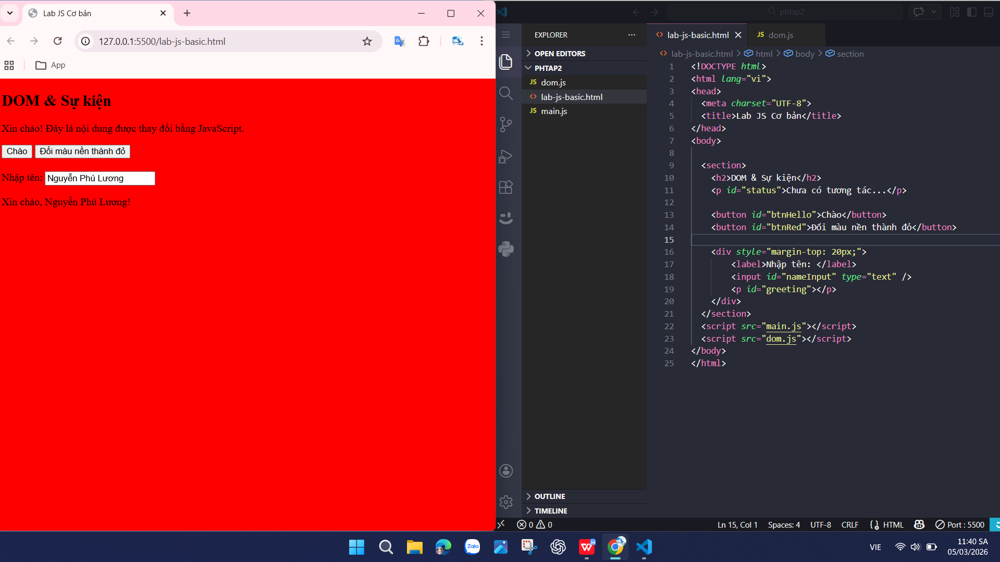 Lab JS Cơ bản
127.0.0.1:5500/lab-js-basic.html
App
DOM & Sự kiện
Xin chào! Đây là nội dung được thay đổi bằng JavaScript.
Chào
Đổi màu nền thành đỏ
Nhập tên: Nguyễn Phú Lương
Xin chào, Nguyễn Phú Lương!
phtap2
EXPLORER
OPEN EDITORS
PHTAP2
JS dom.js
<> lab-js-basic.html
JS main.js
OUTLINE
TIMELINE
<> lab-js-basic.html
JS dom.js
<> lab-js-basic.html > html > body > section
1 <!DOCTYPE html>
2 <html lang="vi">
3 <head>
4 <meta charset="UTF-8">
5 <title>Lab JS Cơ bản</title>
6 </head>
7 <body>
8
9 <section>
10 <h2>DOM & Sự kiện</h2>
11 <p id="status">Chưa có tương tác...</p>
12
13 <button id="btnHello">Chào</button>
14 <button id="btnRed">Đổi màu nền thành đỏ</button>
15
16 <div style="margin-top: 20px;">
17 <label>Nhập tên: </label>
18 <input id="nameInput" type="text" />
19 <p id="greeting"></p>
20 </div>
21 </section>
22 <script src="main.js"></script>
23 <script src="dom.js"></script>
24 </body>
25 </html>
0 0
Ln 15, Col 1
Spaces: 4
UTF-8
CRLF
HTML
Port : 5500
Zalo
VIE
11:40 SA
05/03/2026